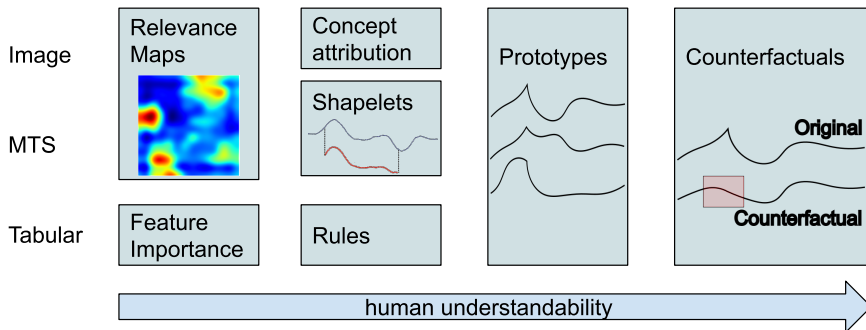 Image
MTS
Tabular
Relevance
Maps
Feature
Importance
Concept
attribution
Shapelets
Rules
Prototypes
Counterfactuals
Original
Counterfactual
human understandability